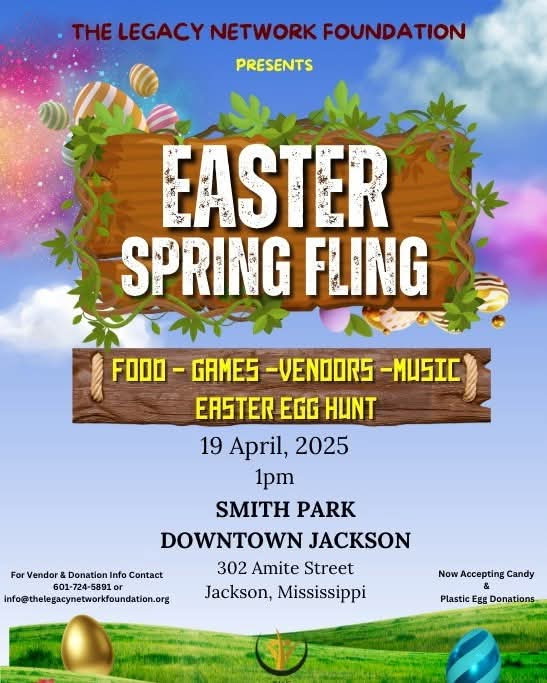 THE LEGACY NETWORK FOUNDATION
PRESENTS
EASTER
SPRING FLING
FOOD - GAMES -VENDORS -MUSIC
EASTER EGG HUNT
19 April, 2025
1pm
SMITH PARK
DOWNTOWN JACKSON
302 Amite Street
Jackson, Mississippi
For Vendor & Donation Info Contact
601-724-5891 or
info@thelegacynetworkfoundation.org
Now Accepting Candy
&
Plastic Egg Donations